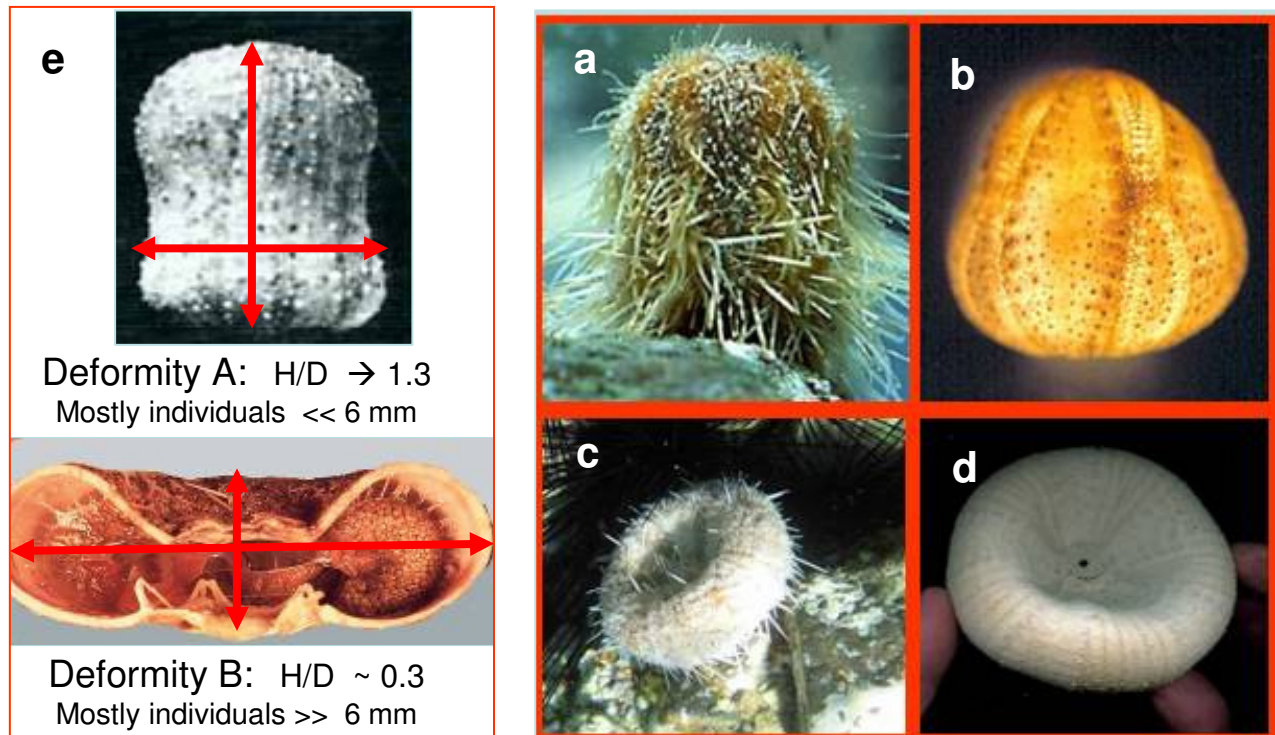 e
Deformity A: H/D → 1.3
Mostly individuals << 6 mm
Deformity B: H/D ~ 0.3
Mostly individuals >> 6 mm
a
b
c
d